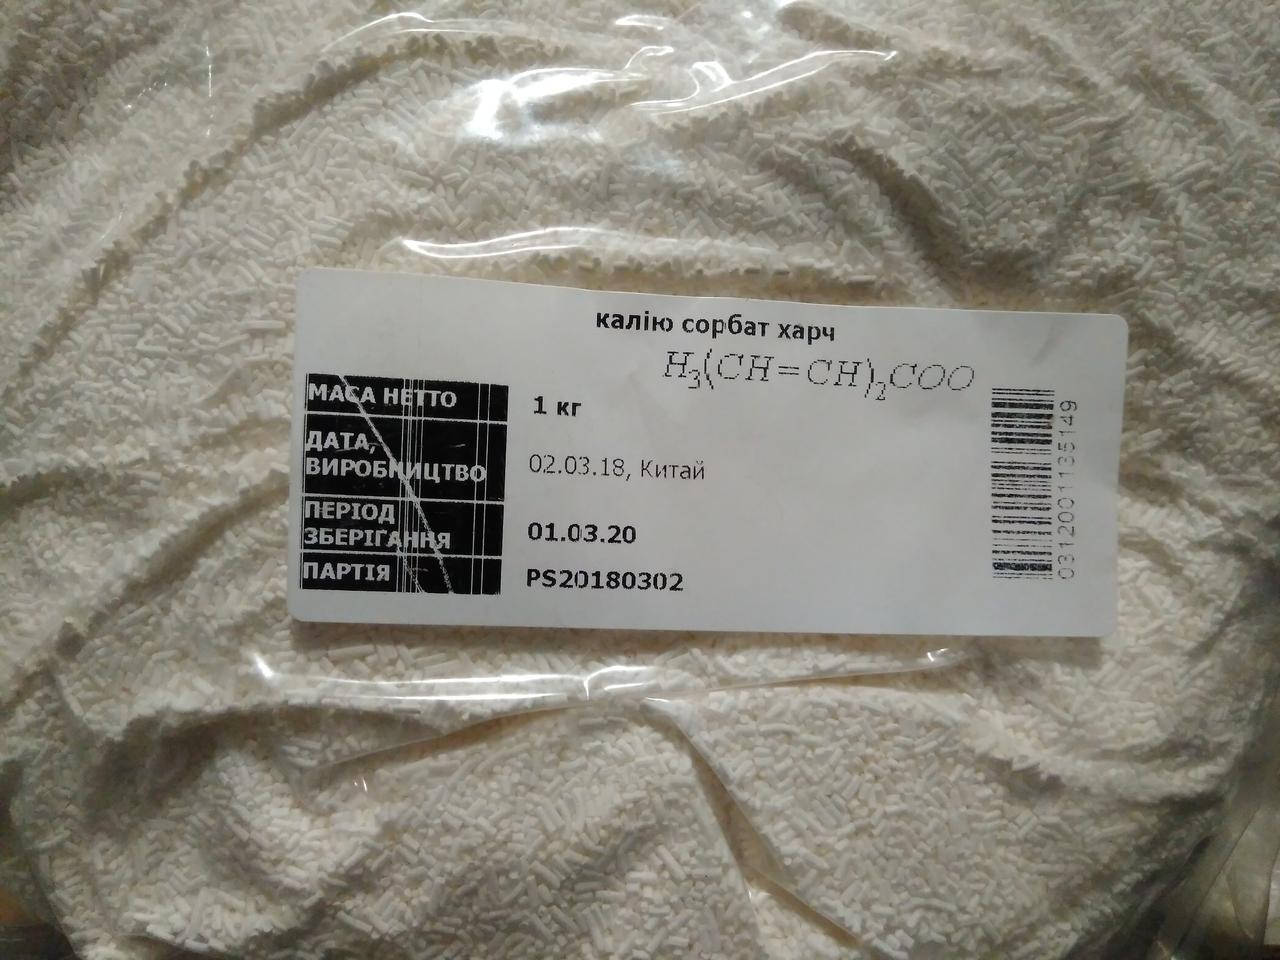 калію сорбат харч
H₃(CH=CH)₂COO
МАСА НЕТТО 1 кг
ДАТА,
ВИРОБНИЦТВО 02.03.18, Китай
ПЕРІОД
ЗБЕРІГАННЯ 01.03.20
ПАРТІЯ PS20180302
0312001135149